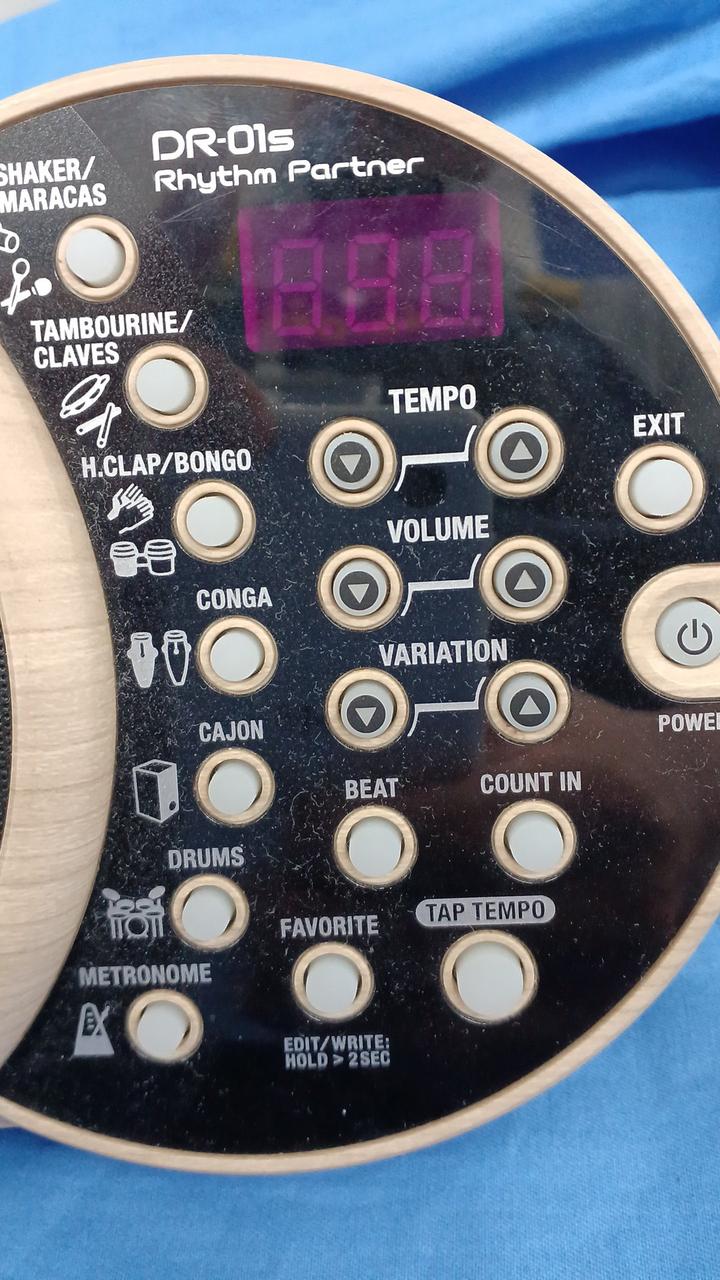 DR-01s
Rhythm Partner
SHAKER/
MARACAS
TAMBOURINE/
CLAVES
TEMPO
EXIT
H.CLAP/BONGO
VOLUME
CONGA
VARIATION
POWER
CAJON
BEAT
COUNT IN
DRUMS
TAP TEMPO
FAVORITE
METRONOME
EDIT/WRITE:
HOLD > 2SEC